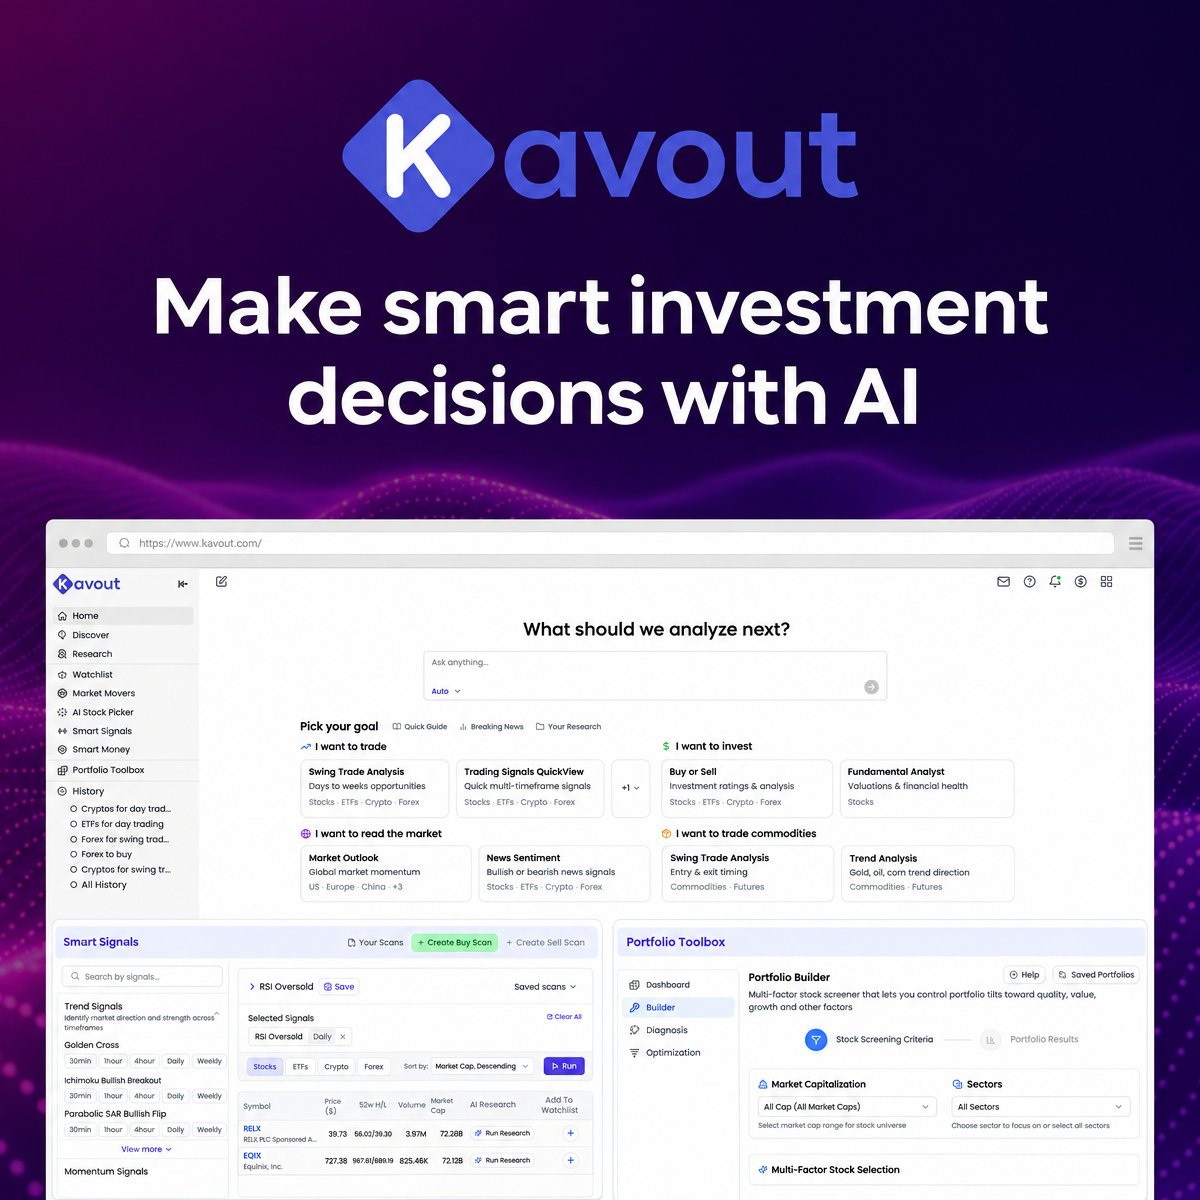 Kavout
Make smart investment
decisions with AI
https://www.kavout.com/
Kavout
Home
Discover
Research
Watchlist
Market Movers
AI Stock Picker
Smart Signals
Smart Money
Portfolio Toolbox
History
Cryptos for day trad...
ETFs for day trading
Forex for swing trad...
Forex to buy
Cryptos for swing tr...
All History
What should we analyze next?
Ask anything...
Auto
Pick your goal
Quick Guide
Breaking News
Your Research
I want to trade
Swing Trade Analysis
Days to weeks opportunities
Stocks · ETFs · Crypto · Forex
Trading Signals QuickView
Quick multi-timeframe signals
Stocks · ETFs · Crypto · Forex
+1
I want to invest
Buy or Sell
Investment ratings & analysis
Stocks · ETFs · Crypto · Forex
Fundamental Analyst
Valuations & financial health
Stocks
I want to read the market
Market Outlook
Global market momentum
US · Europe · China · +3
News Sentiment
Bullish or bearish news signals
Stocks · ETFs · Crypto · Forex
I want to trade commodities
Swing Trade Analysis
Entry & exit timing
Commodities · Futures
Trend Analysis
Gold, oil, corn trend direction
Commodities · Futures
Smart Signals
Your Scans
+ Create Buy Scan
+ Create Sell Scan
Search by signals...
Trend Signals
Identify market direction and strength across
timeframes
Golden Cross
30min 1hour 4hour Daily Weekly
Ichimoku Bullish Breakout
30min 1hour 4hour Daily Weekly
Parabolic SAR Bullish Flip
30min 1hour 4hour Daily Weekly
View more
Momentum Signals
RSI Oversold
Save
Saved scans
Selected Signals
Clear All
RSI Oversold Daily ×
Stocks ETFs Crypto Forex
Sort by: Market Cap, Descending
Run
Symbol
Price
($)
52w H/L
Volume
Market
Cap
AI Research
Add To
Watchlist
RELX
RELX PLC Sponsored A...
39.73
3.97M
72.28B
Run Research
+
EQIX
Equinix, Inc.
727.38
825.46K
72.12B
Run Research
+
Portfolio Toolbox
Dashboard
Builder
Diagnosis
Optimization
Portfolio Builder
Help
Saved Portfolios
Multi-factor stock screener that lets you control portfolio tilts toward quality, value,
growth and other factors
Stock Screening Criteria
Portfolio Results
Market Capitalization
All Cap (All Market Caps)
Select market cap range for stock universe
Sectors
All Sectors
Choose sector to focus on or select all sectors
Multi-Factor Stock Selection